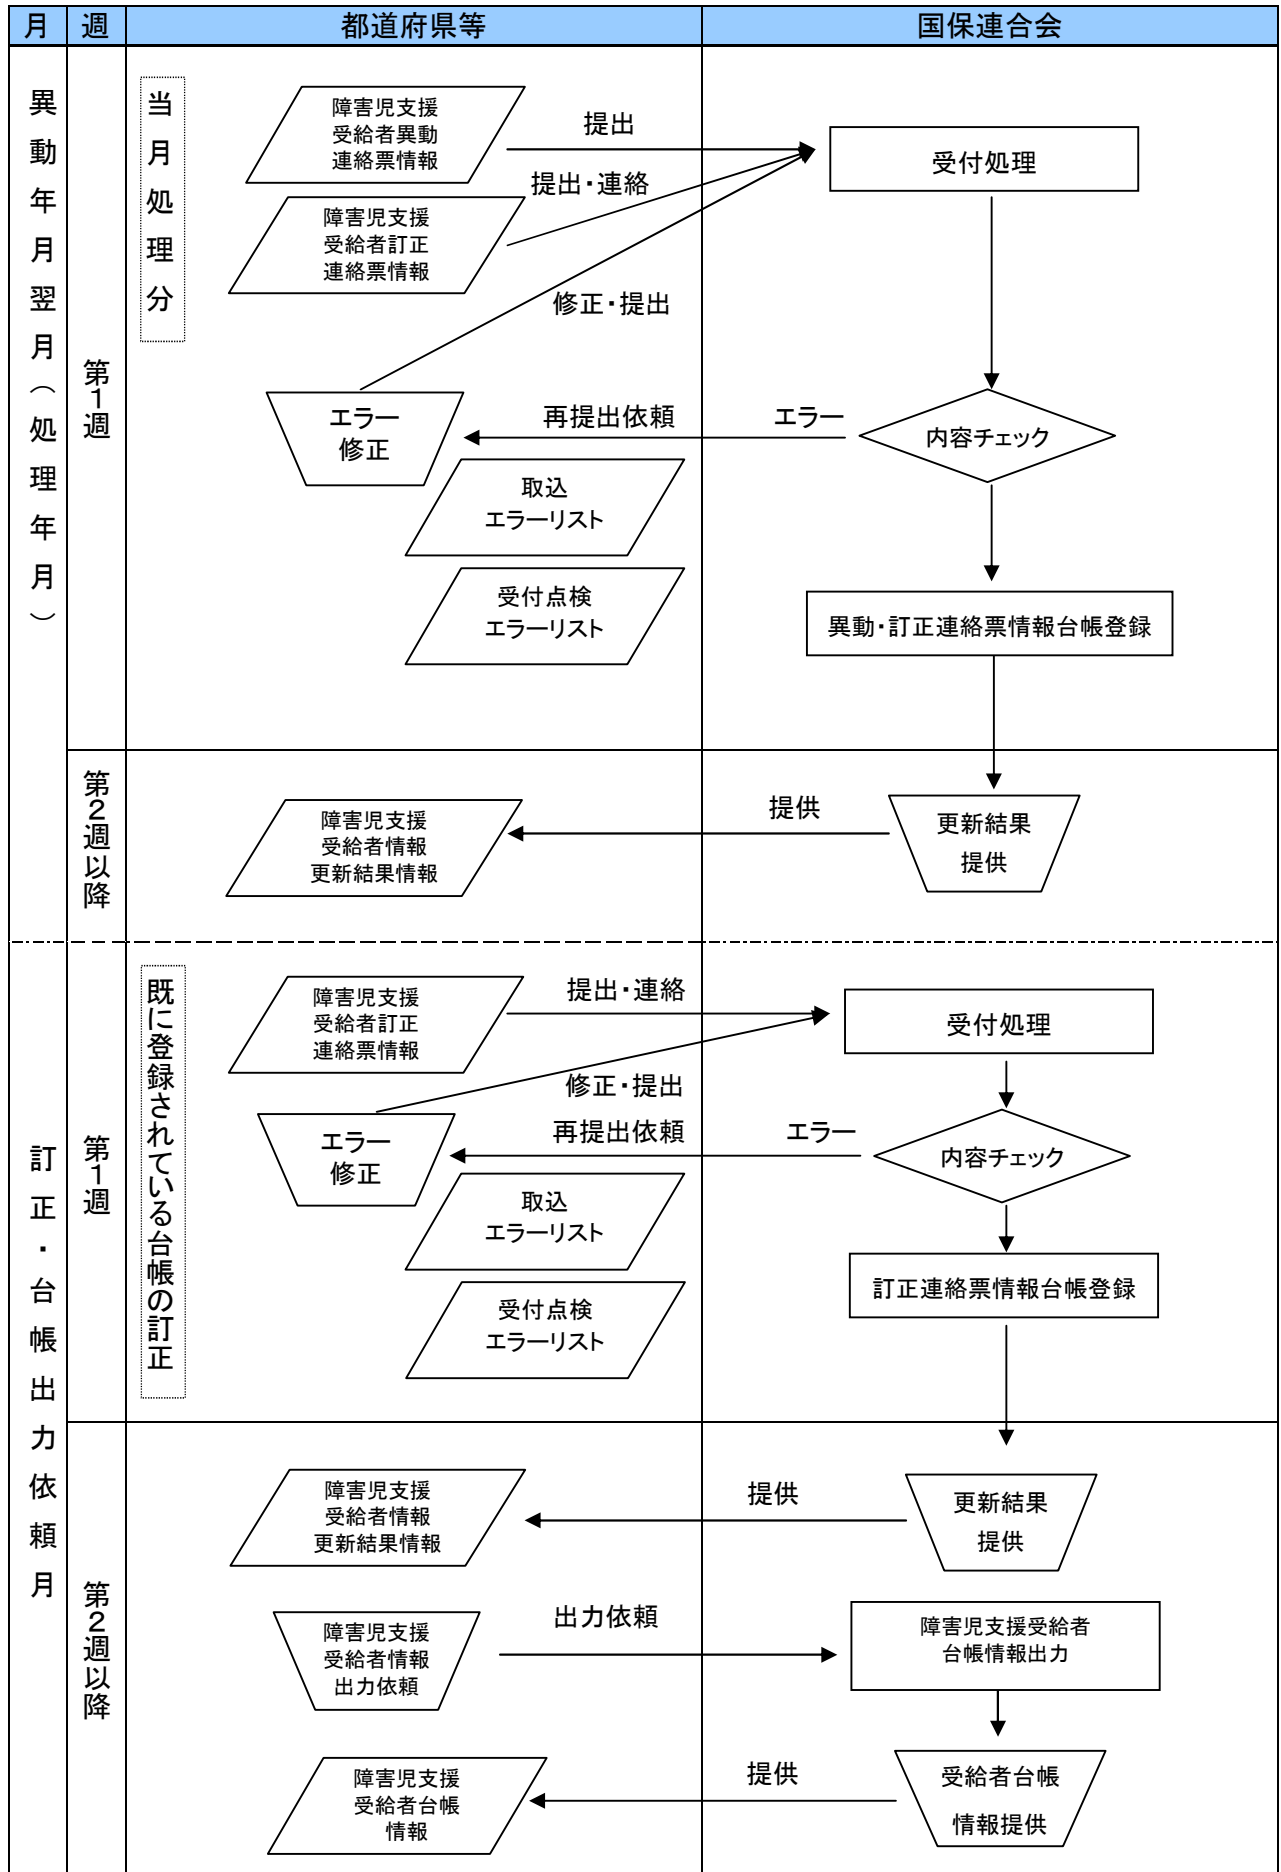 月
週
都道府県等
国保連合会
異動年月翌月（処理年月）
第1週
当月処理分
障害児支援
受給者異動
連絡票情報
提出
受付処理
提出・連絡
障害児支援
受給者訂正
連絡票情報
修正・提出
エラー
修正
再提出依頼
エラー
内容チェック
取込
エラーリスト
受付点検
エラーリスト
異動・訂正連絡票情報台帳登録
第2週以降
障害児支援
受給者情報
更新結果情報
提供
更新結果
提供
訂正・台帳出力依頼月
第1週
既に登録されている台帳の訂正
障害児支援
受給者訂正
連絡票情報
提出・連絡
受付処理
修正・提出
エラー
修正
再提出依頼
エラー
内容チェック
取込
エラーリスト
受付点検
エラーリスト
訂正連絡票情報台帳登録
第2週以降
障害児支援
受給者情報
更新結果情報
提供
更新結果
提供
障害児支援
受給者情報
出力依頼
出力依頼
障害児支援受給者
台帳情報出力
障害児支援
受給者台帳
情報
提供
受給者台帳
情報提供